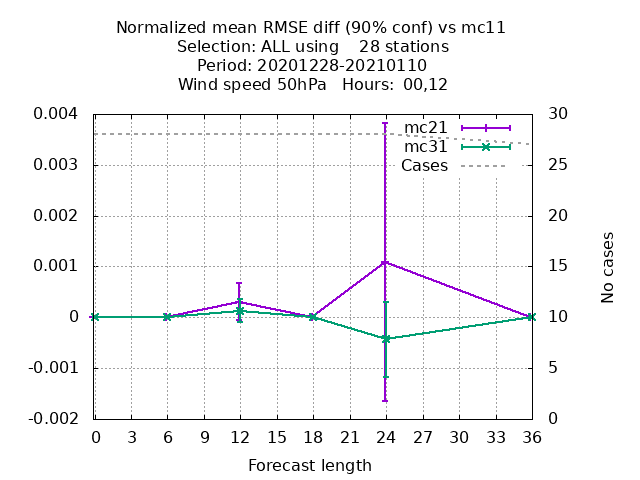 Normalized mean RMSE diff (90% conf) vs mc11
Selection: ALL using    28 stations
Period: 20201228-20210110
Wind speed 50hPa   Hours:  00,12
mc21
mc31
Cases
0.004
0.003
0.002
0.001
0
-0.001
-0.002
30
25
20
15
10
5
0
No cases
0 3 6 9 12 15 18 21 24 27 30 33 36
Forecast length